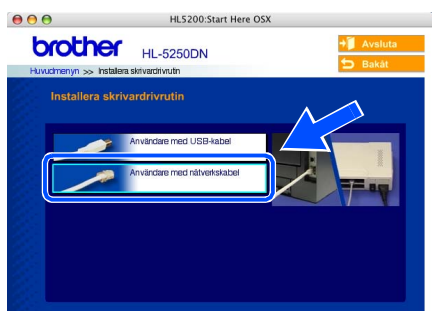 HL5200:Start Here OSX
brother
HL-5250DN
Avsluta
Bakåt
Huvudmenyn >> Installera skrivardrivrutin
Installera skrivardrivrutin
Användare med USB-kabel
Användare med nätverkskabel